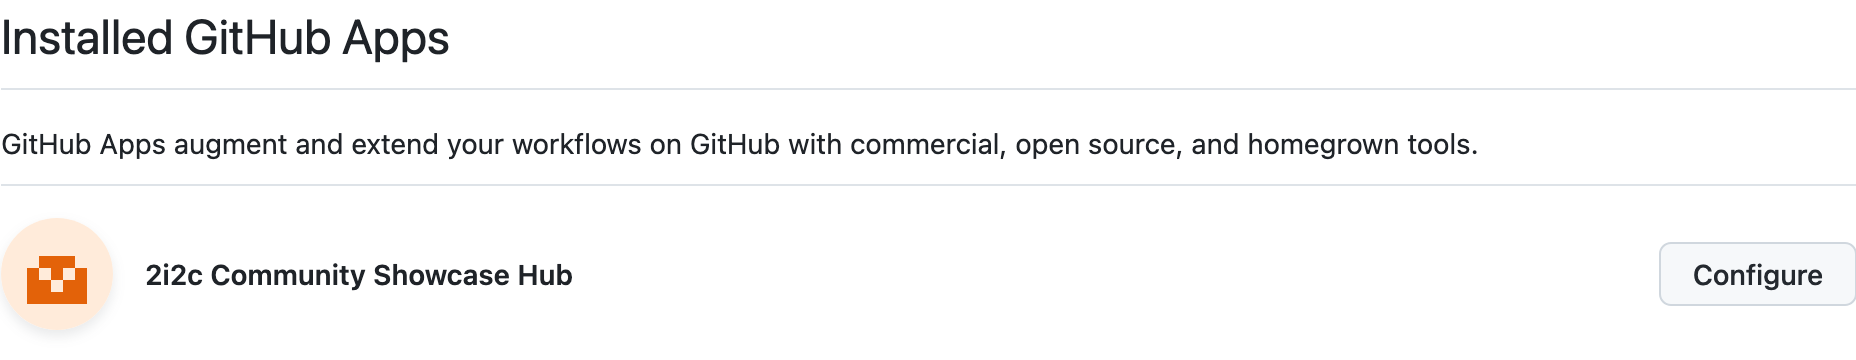 Installed GitHub Apps
GitHub Apps augment and extend your workflows on GitHub with commercial, open source, and homegrown tools.
2i2c Community Showcase Hub
Configure